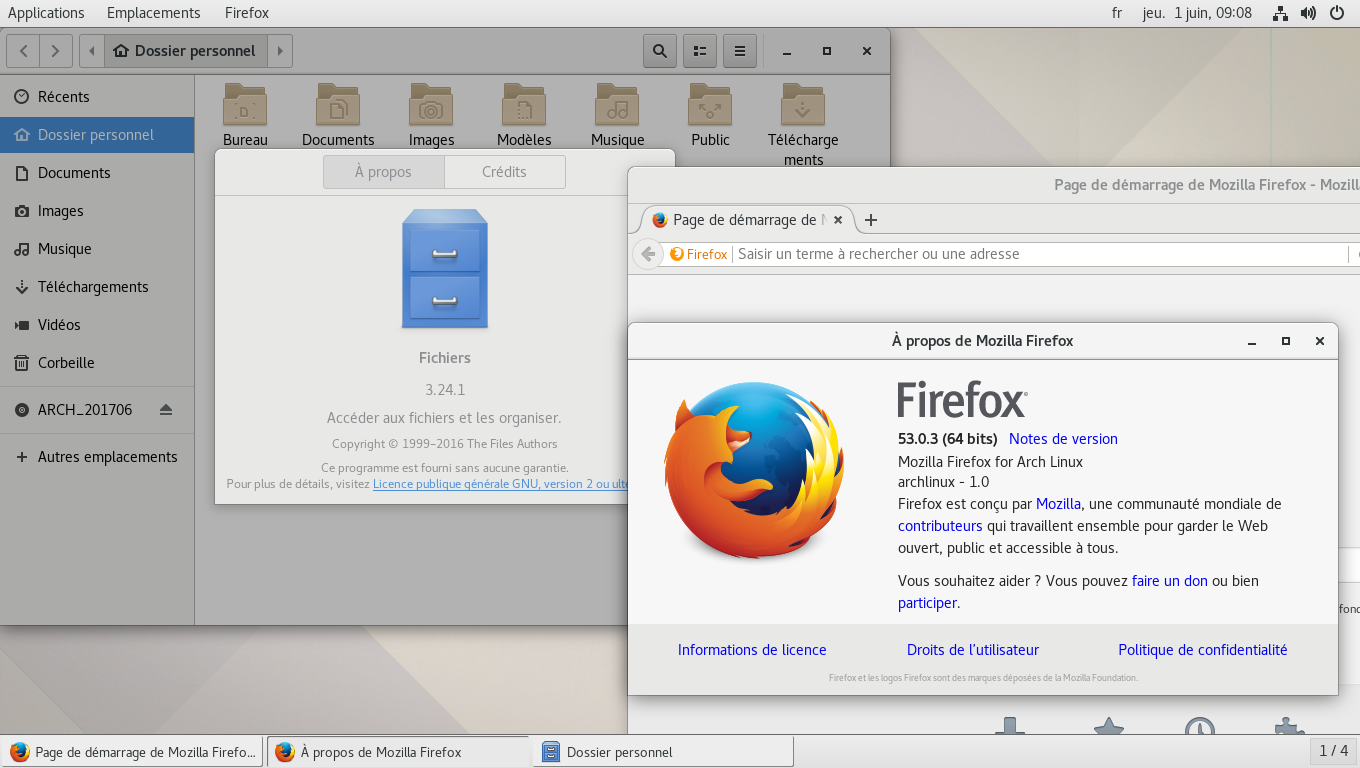 Applications Emplacements Firefox fr jeu. 1 juin, 09:08
Dossier personnel
Récents
Dossier personnel
Documents
Images
Musique
Téléchargements
Vidéos
Corbeille
ARCH_201706
Autres emplacements
Bureau Documents Images Modèles Musique Public Télécharge
ments
À propos Crédits
Fichiers
3.24.1
Accéder aux fichiers et les organiser.
Copyright © 1999–2016 The Files Authors
Ce programme est fourni sans aucune garantie.
Pour plus de détails, visitez Licence publique générale GNU, version 2 ou ulté
Page de démarrage de Mozilla Firefox - Mozilla
Page de démarrage de
Firefox Saisir un terme à rechercher ou une adresse
À propos de Mozilla Firefox
Firefox
53.0.3 (64 bits) Notes de version
Mozilla Firefox for Arch Linux
archlinux - 1.0
Firefox est conçu par Mozilla, une communauté mondiale de
contributeurs qui travaillent ensemble pour garder le Web
ouvert, public et accessible à tous.
Vous souhaitez aider ? Vous pouvez faire un don ou bien
participer.
Informations de licence Droits de l'utilisateur Politique de confidentialité
Firefox et les logos Firefox sont des marques déposées de la Mozilla Foundation.
Page de démarrage de Mozilla Firefo... À propos de Mozilla Firefox Dossier personnel 1 / 4